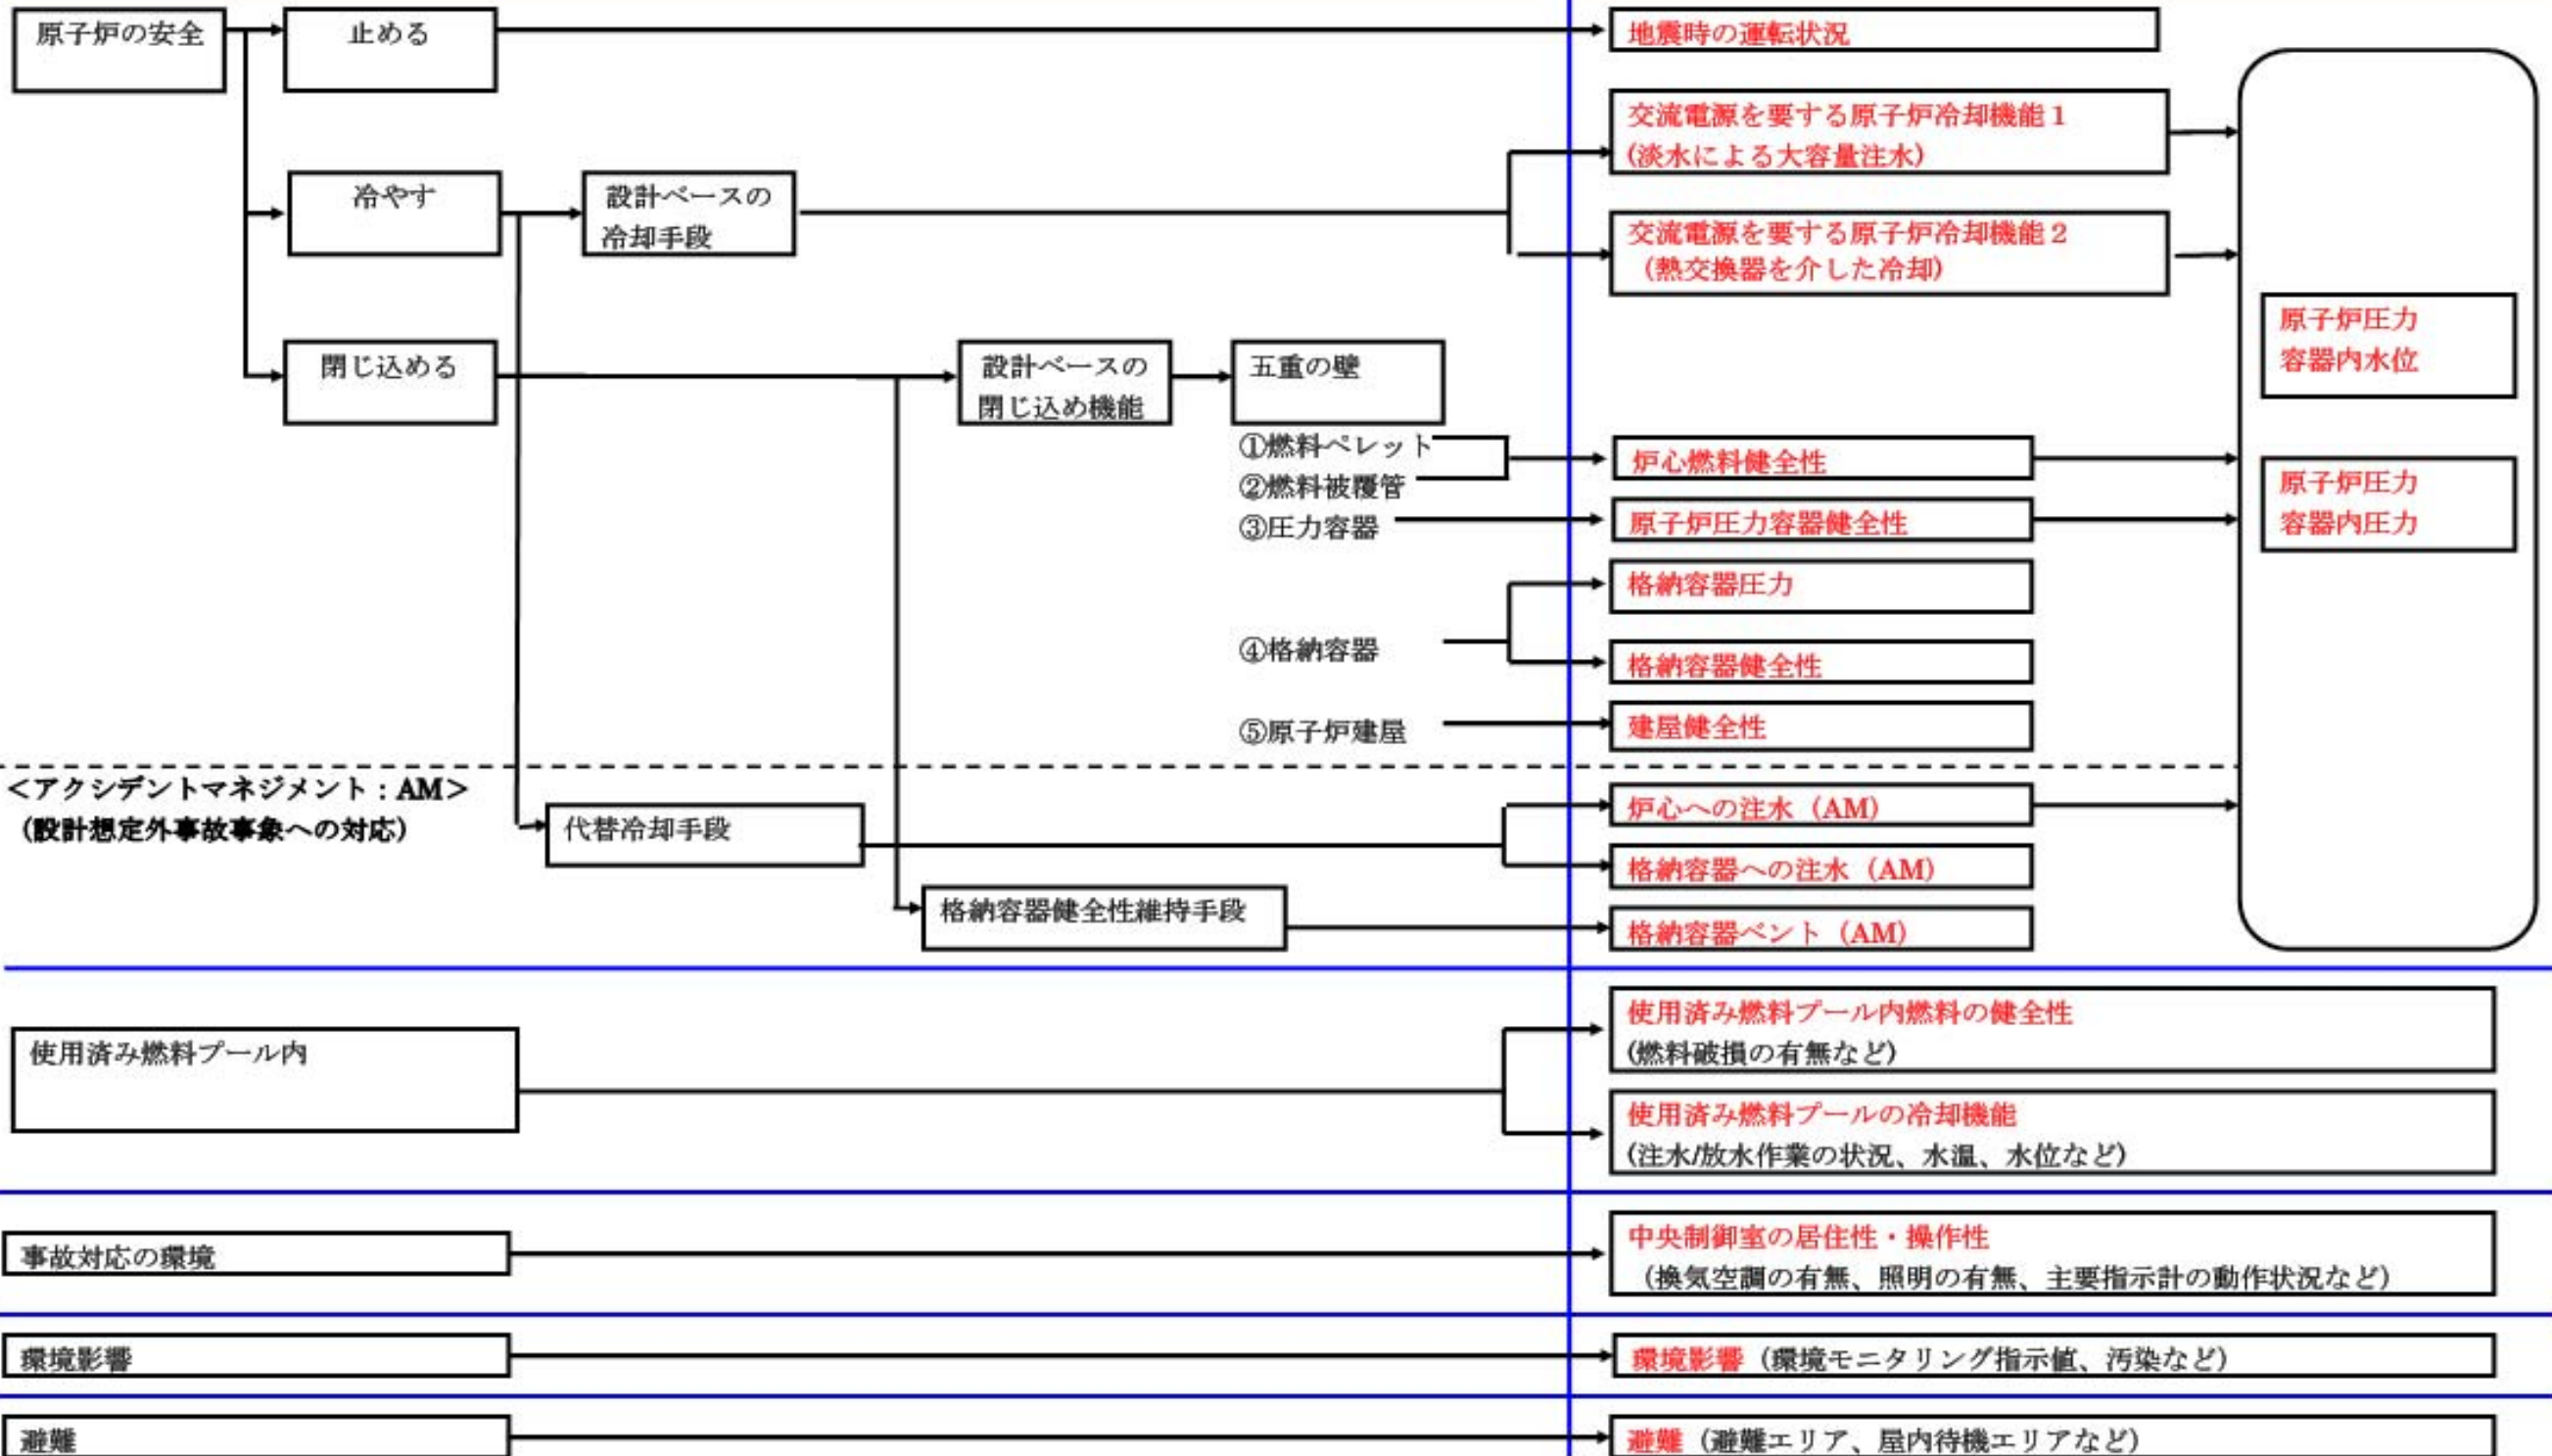 原子炉の安全
止める
地震時の運転状況
交流電源を要する原子炉冷却機能１
(淡水による大容量注水)
冷やす
設計ベースの
冷却手段
交流電源を要する原子炉冷却機能２
（熱交換器を介した冷却）
原子炉圧力
容器内水位
閉じ込める
設計ベースの
閉じ込め機能
五重の壁
①燃料ペレット
②燃料被覆管
③圧力容器
④格納容器
⑤原子炉建屋
炉心燃料健全性
原子炉圧力容器健全性
格納容器圧力
格納容器健全性
建屋健全性
原子炉圧力
容器内圧力
＜アクシデントマネジメント：AM＞
（設計想定外事故事象への対応）
代替冷却手段
炉心への注水（AM）
格納容器への注水（AM）
格納容器健全性維持手段
格納容器ベント（AM）
使用済み燃料プール内
使用済み燃料プール内燃料の健全性
(燃料破損の有無など)
使用済み燃料プールの冷却機能
(注水/放水作業の状況、水温、水位など)
事故対応の環境
中央制御室の居住性・操作性
（換気空調の有無、照明の有無、主要指示計の動作状況など）
環境影響
環境影響（環境モニタリング指示値、汚染など）
避難
避難（避難エリア、屋内待機エリアなど）